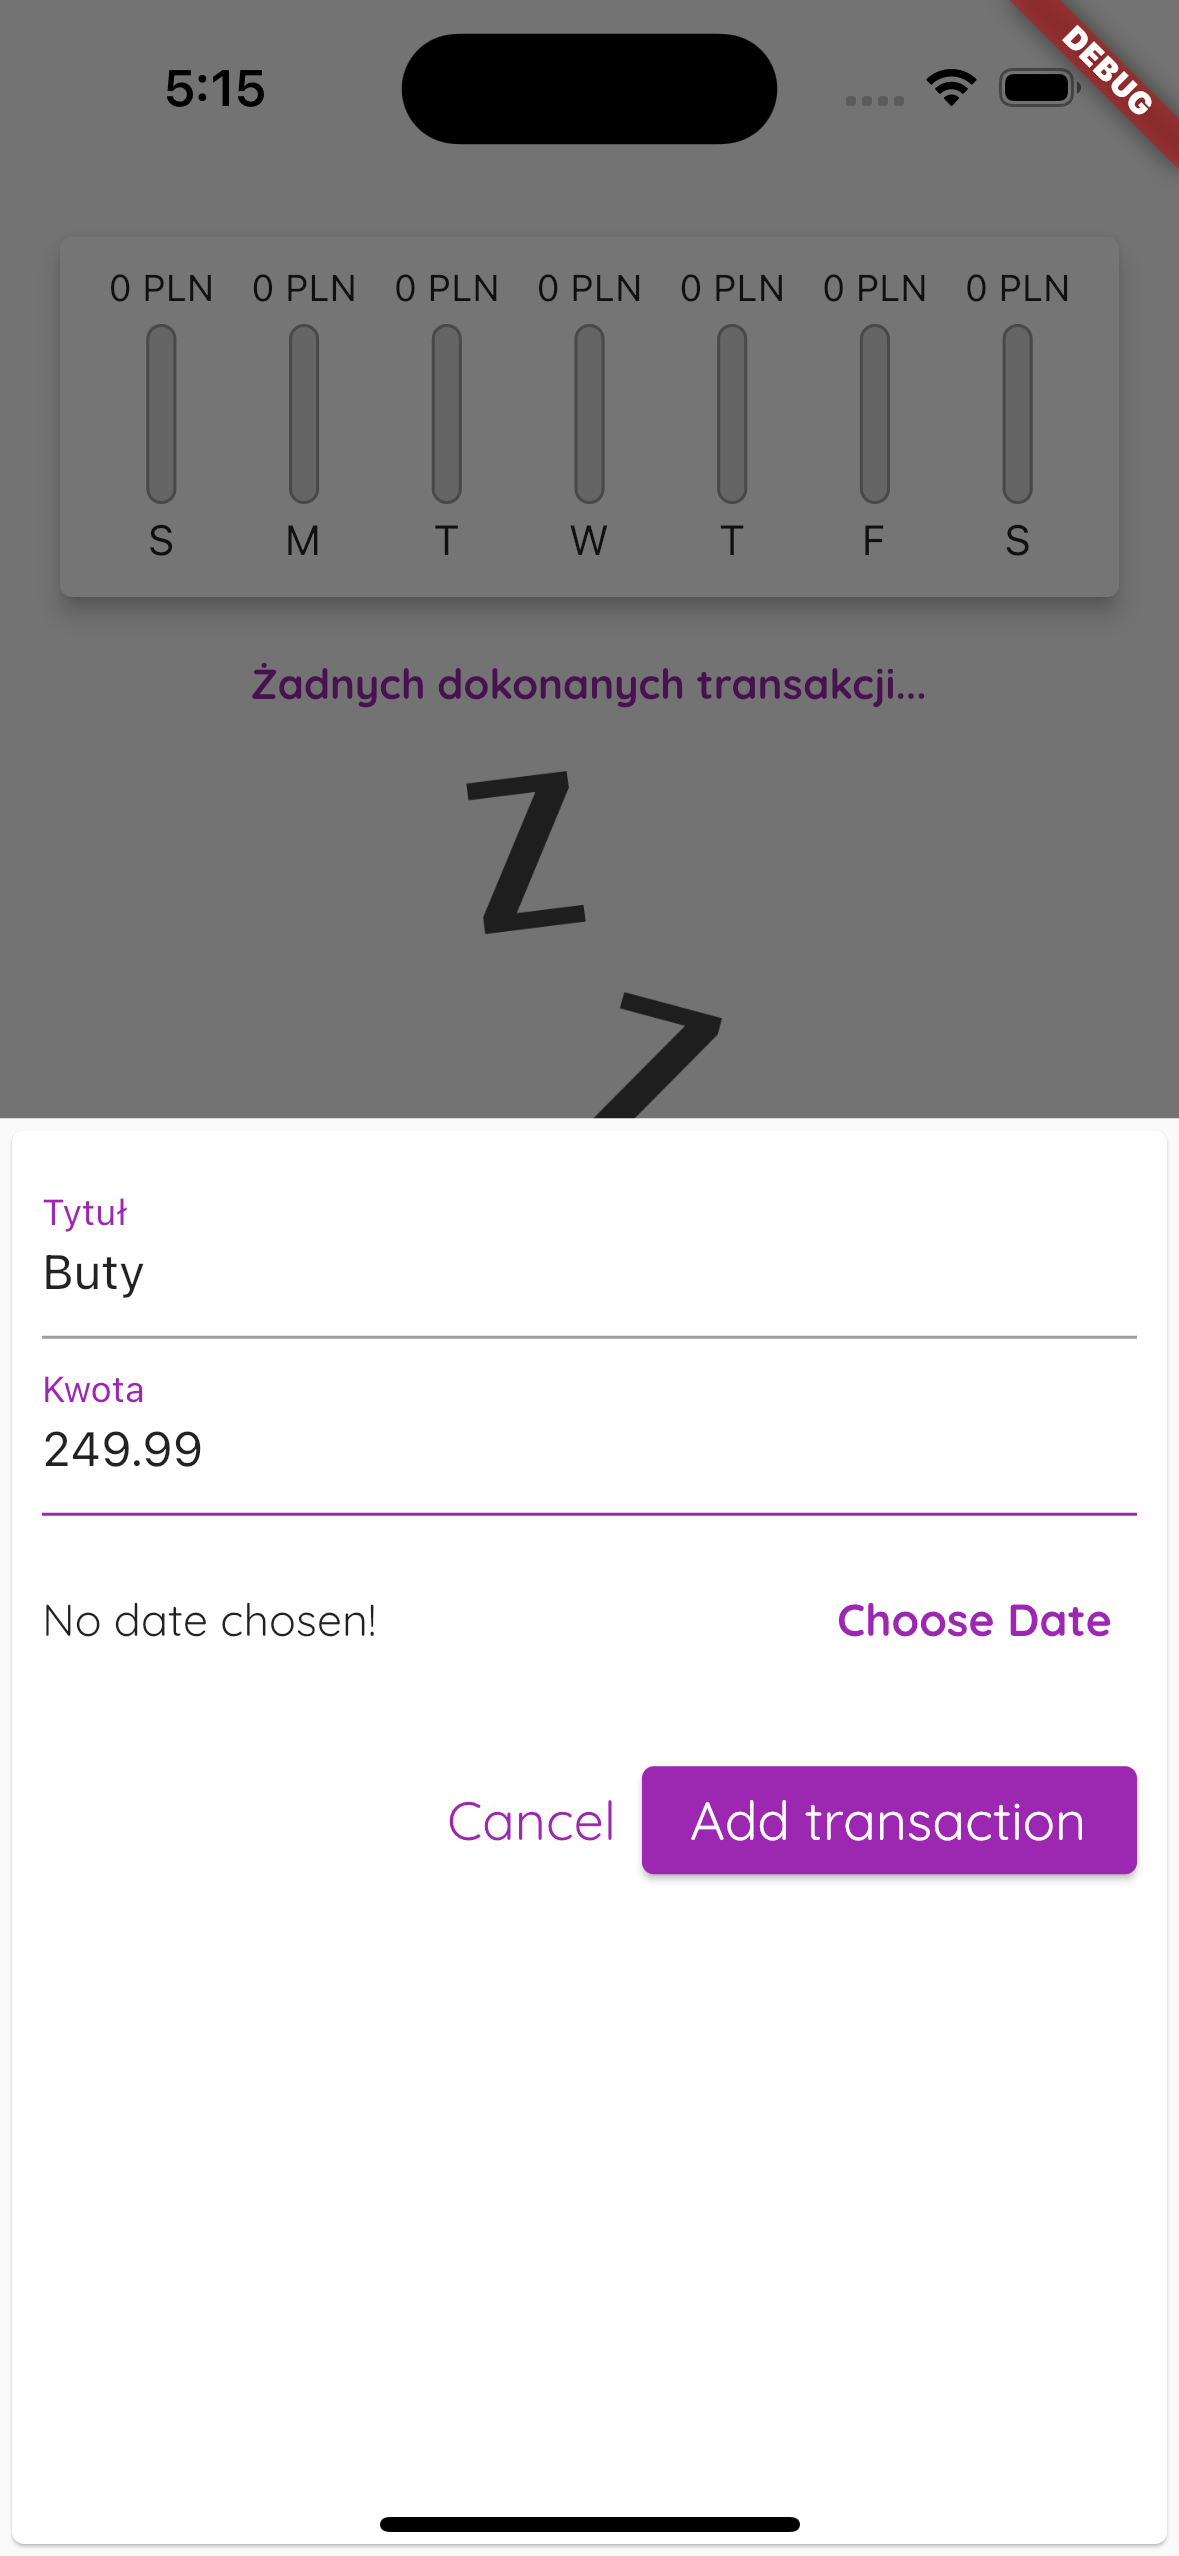 5:15
DEBUG
0 PLN 0 PLN 0 PLN 0 PLN 0 PLN 0 PLN 0 PLN
S M T W T F S
Żadnych dokonanych transakcji...
Z
Z
Tytuł
Buty
Kwota
249.99
No date chosen! Choose Date
Cancel Add transaction